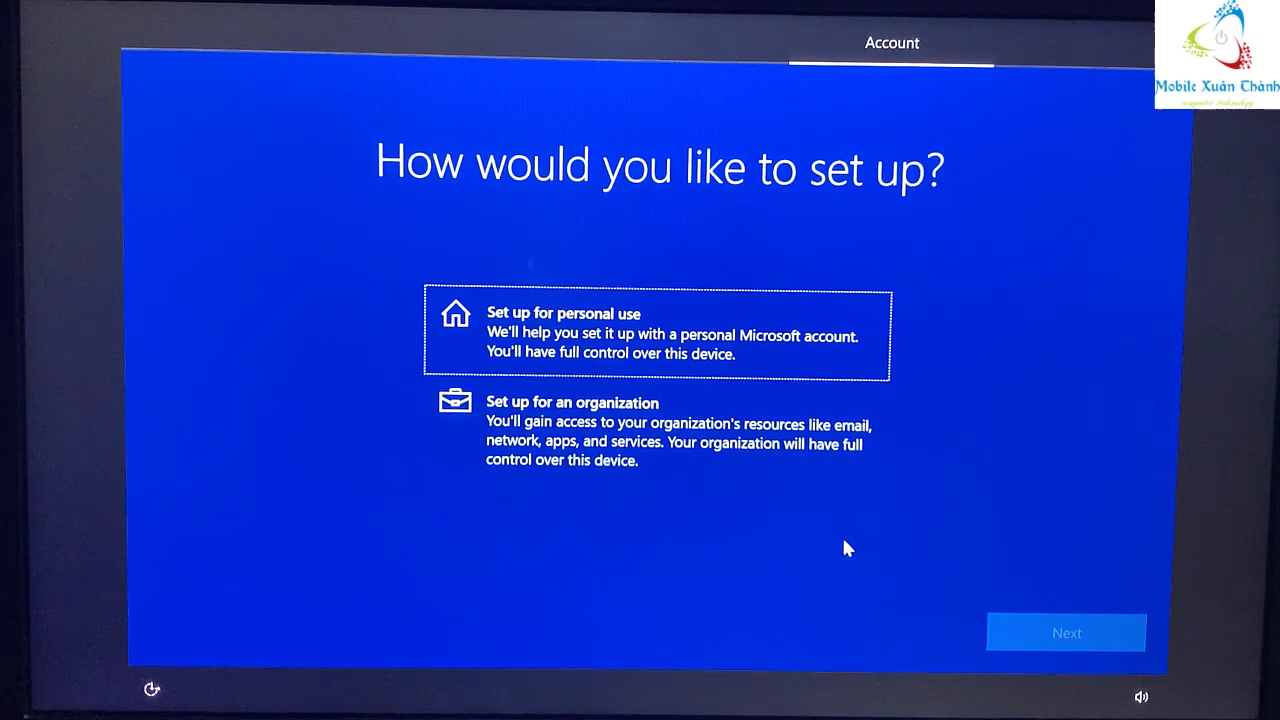 Account
Mobile Xuân Thành
computer technology
How would you like to set up?
Set up for personal use
We'll help you set it up with a personal Microsoft account.
You'll have full control over this device.
Set up for an organization
You'll gain access to your organization's resources like email,
network, apps, and services. Your organization will have full
control over this device.
Next